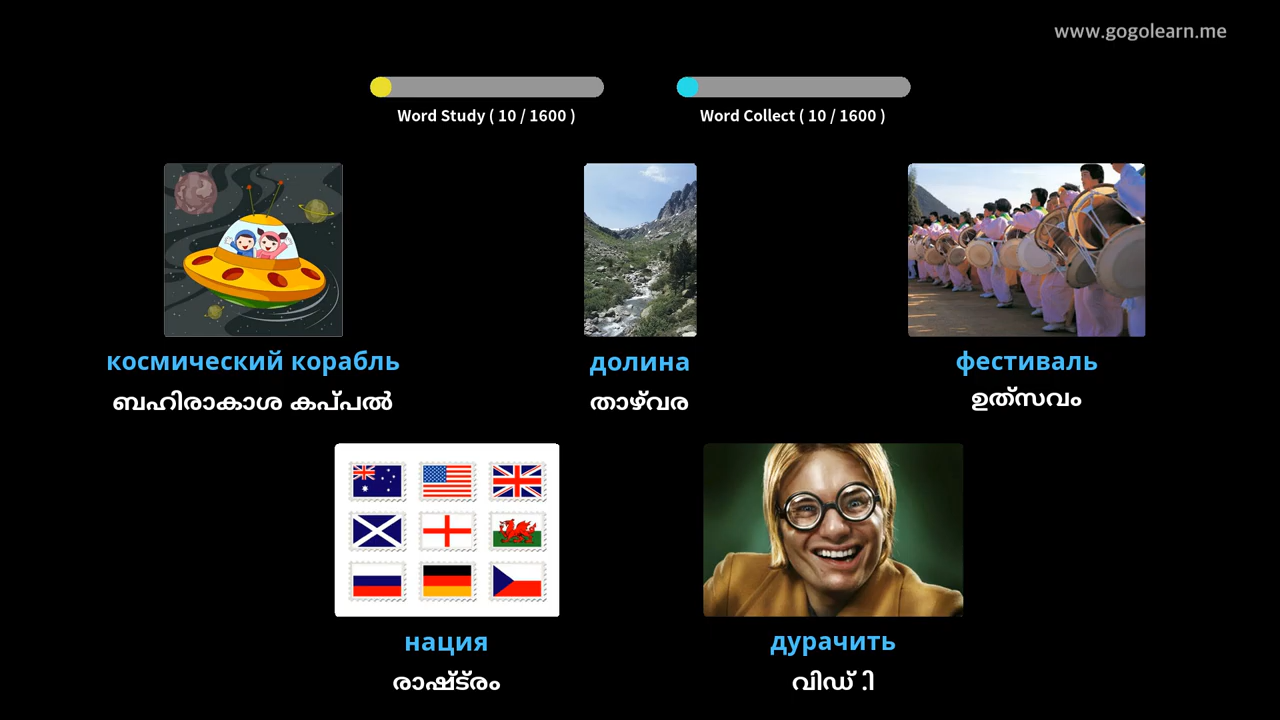 www.gogolearn.me
Word Study ( 10 / 1600 )
Word Collect ( 10 / 1600 )
космический корабль
ബഹിരാകാശ കപ്പൽ
долина
താഴ്വര
фестиваль
ഉത്സവം
нация
രാഷ്ട്രം
дурачить